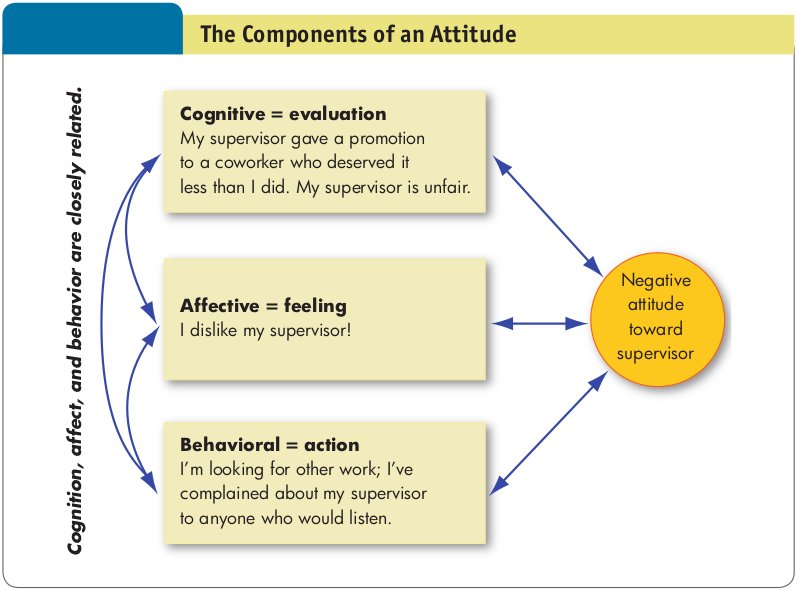 The Components of an Attitude
Cognition, affect, and behavior are closely related.
Cognitive = evaluation
My supervisor gave a promotion
to a coworker who deserved it
less than I did. My supervisor is unfair.
Affective = feeling
I dislike my supervisor!
Behavioral = action
I’m looking for other work; I’ve
complained about my supervisor
to anyone who would listen.
Negative
attitude
toward
supervisor